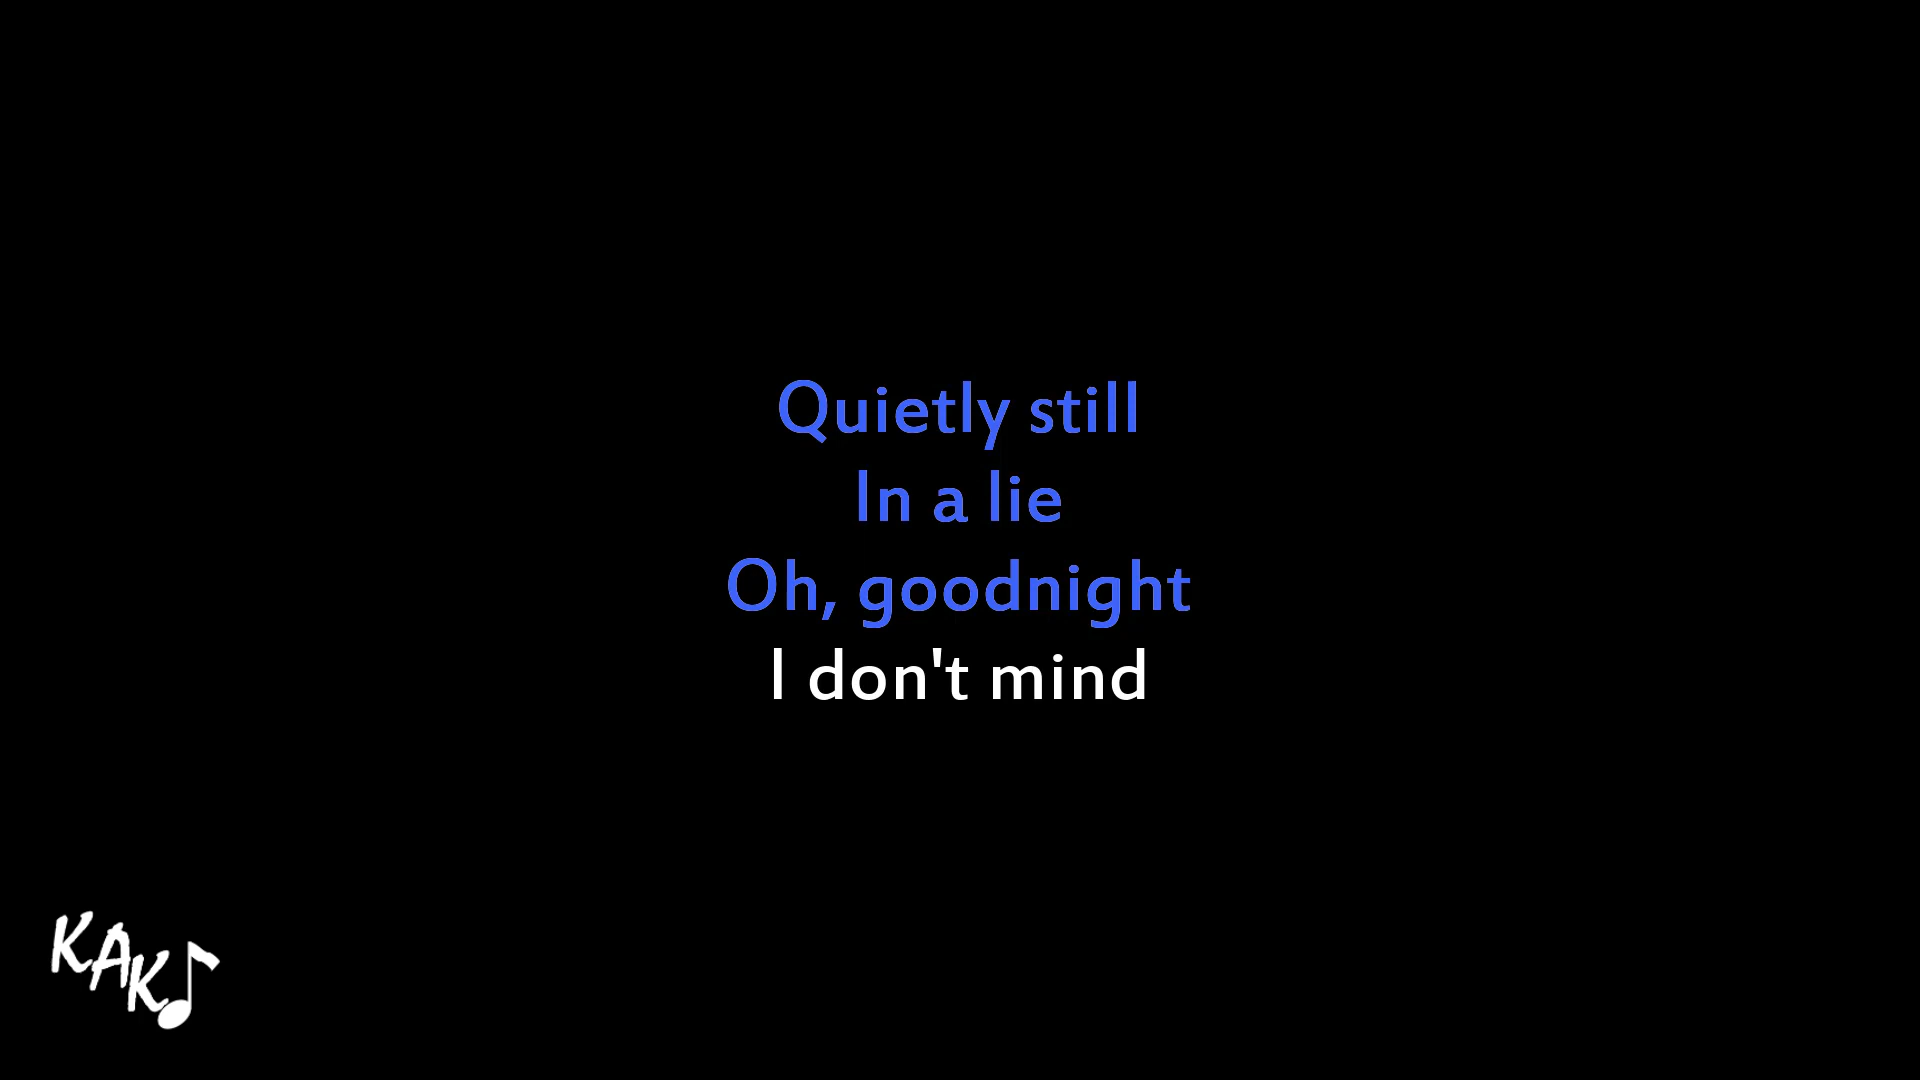 Quietly still
In a lie
Oh, goodnight
I don't mind
KAK